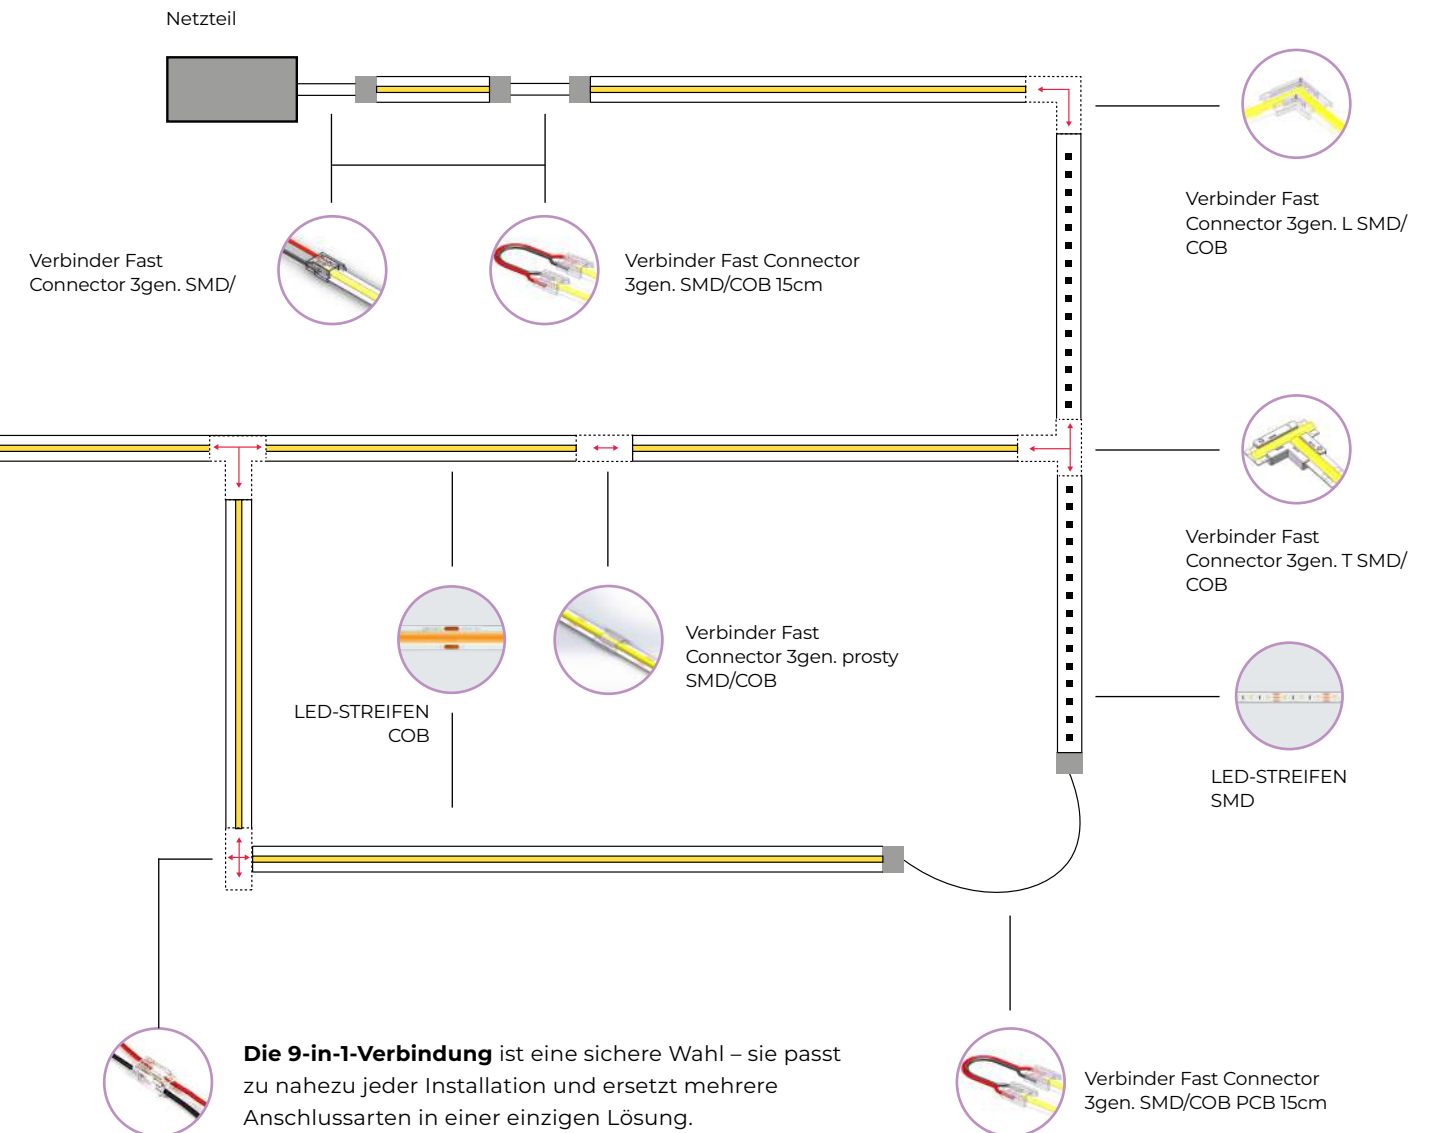 Netzteil
Verbinder Fast
Connector 3gen. L SMD/
COB
Verbinder Fast
Connector 3gen. SMD/
Verbinder Fast Connector
3gen. SMD/COB 15cm
Verbinder Fast
Connector 3gen. T SMD/
COB
Verbinder Fast
Connector 3gen. prosty
SMD/COB
LED-STREIFEN
COB
LED-STREIFEN
SMD
Die 9-in-1-Verbindung ist eine sichere Wahl – sie passt
zu nahezu jeder Installation und ersetzt mehrere
Anschlussarten in einer einzigen Lösung.
Verbinder Fast Connector
3gen. SMD/COB PCB 15cm